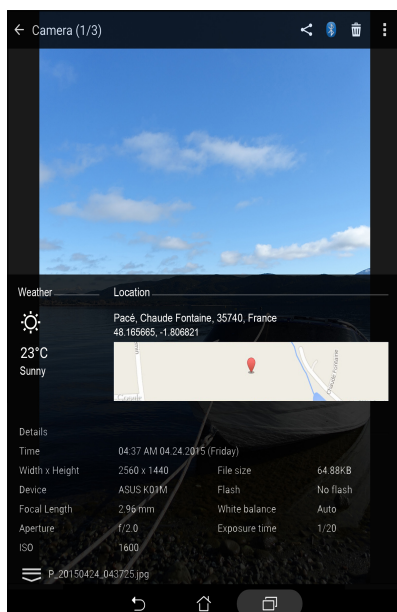 Camera (1/3)
Weather
Location
23°C
Sunny
Pacé, Chaude Fontaine, 35740, France
48.165665, -1.806821
Google
Chaude Fontaine
Details
Time 04:37 AM 04.24.2015 (Friday)
Width x Height 2560 x 1440 File size 64.88KB
Device ASUS K01M Flash No flash
Focal Length 2.96 mm White balance Auto
Aperture f/2.0 Exposure time 1/20
ISO 1600
P_20150424_043725.jpg